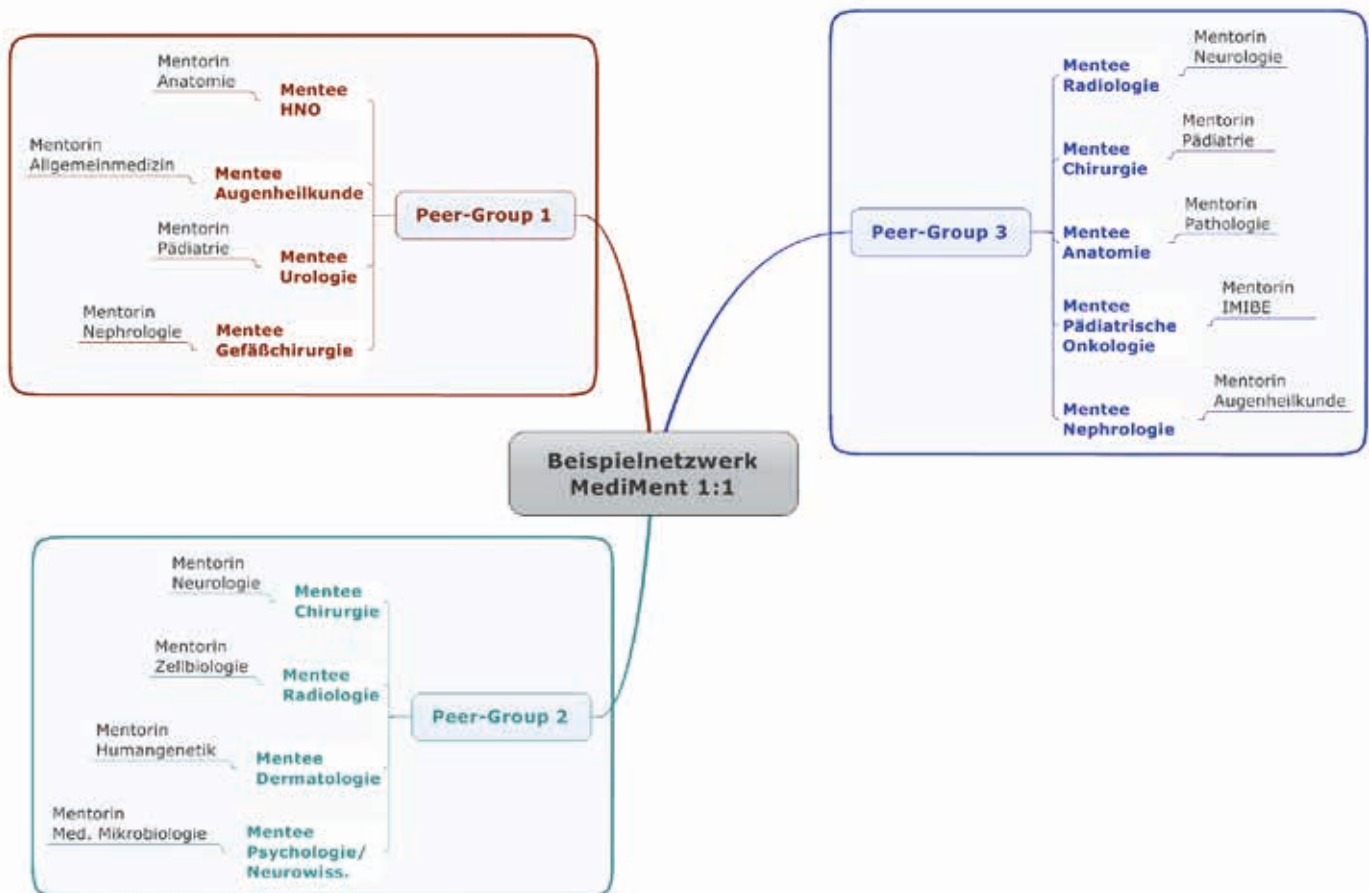 Mentorin
Anatomie
Mentee
HNO
Mentorin
Allgemeinmedizin
Mentee
Augenheilkunde
Mentorin
Pädiatrie
Mentee
Urologie
Mentorin
Nephrologie
Mentee
Gefäßchirurgie
Peer-Group 1
Mentorin
Neurologie
Mentee
Radiologie
Mentorin
Pädiatrie
Mentee
Chirurgie
Mentorin
Pathologie
Mentee
Anatomie
Mentorin
IMIBE
Mentee
Pädiatrische
Onkologie
Mentorin
Augenheilkunde
Mentee
Nephrologie
Peer-Group 3
Beispielnetzwerk
MediMent 1:1
Mentorin
Neurologie
Mentee
Chirurgie
Mentorin
Zellbiologie
Mentee
Radiologie
Mentorin
Humangenetik
Mentee
Dermatologie
Mentorin
Med. Mikrobiologie
Mentee
Psychologie/
Neurowiss.
Peer-Group 2